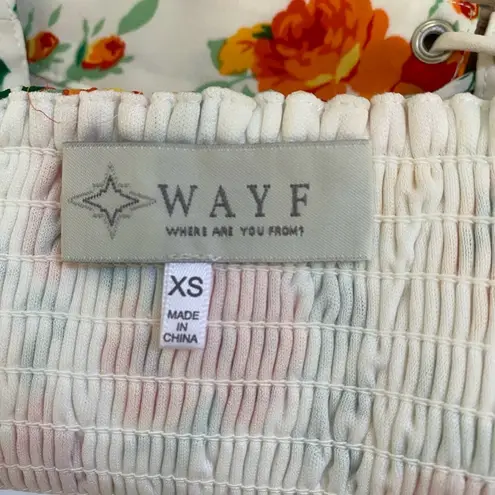 WAYF
WHERE ARE YOU FROM?
XS
MADE
IN
CHINA